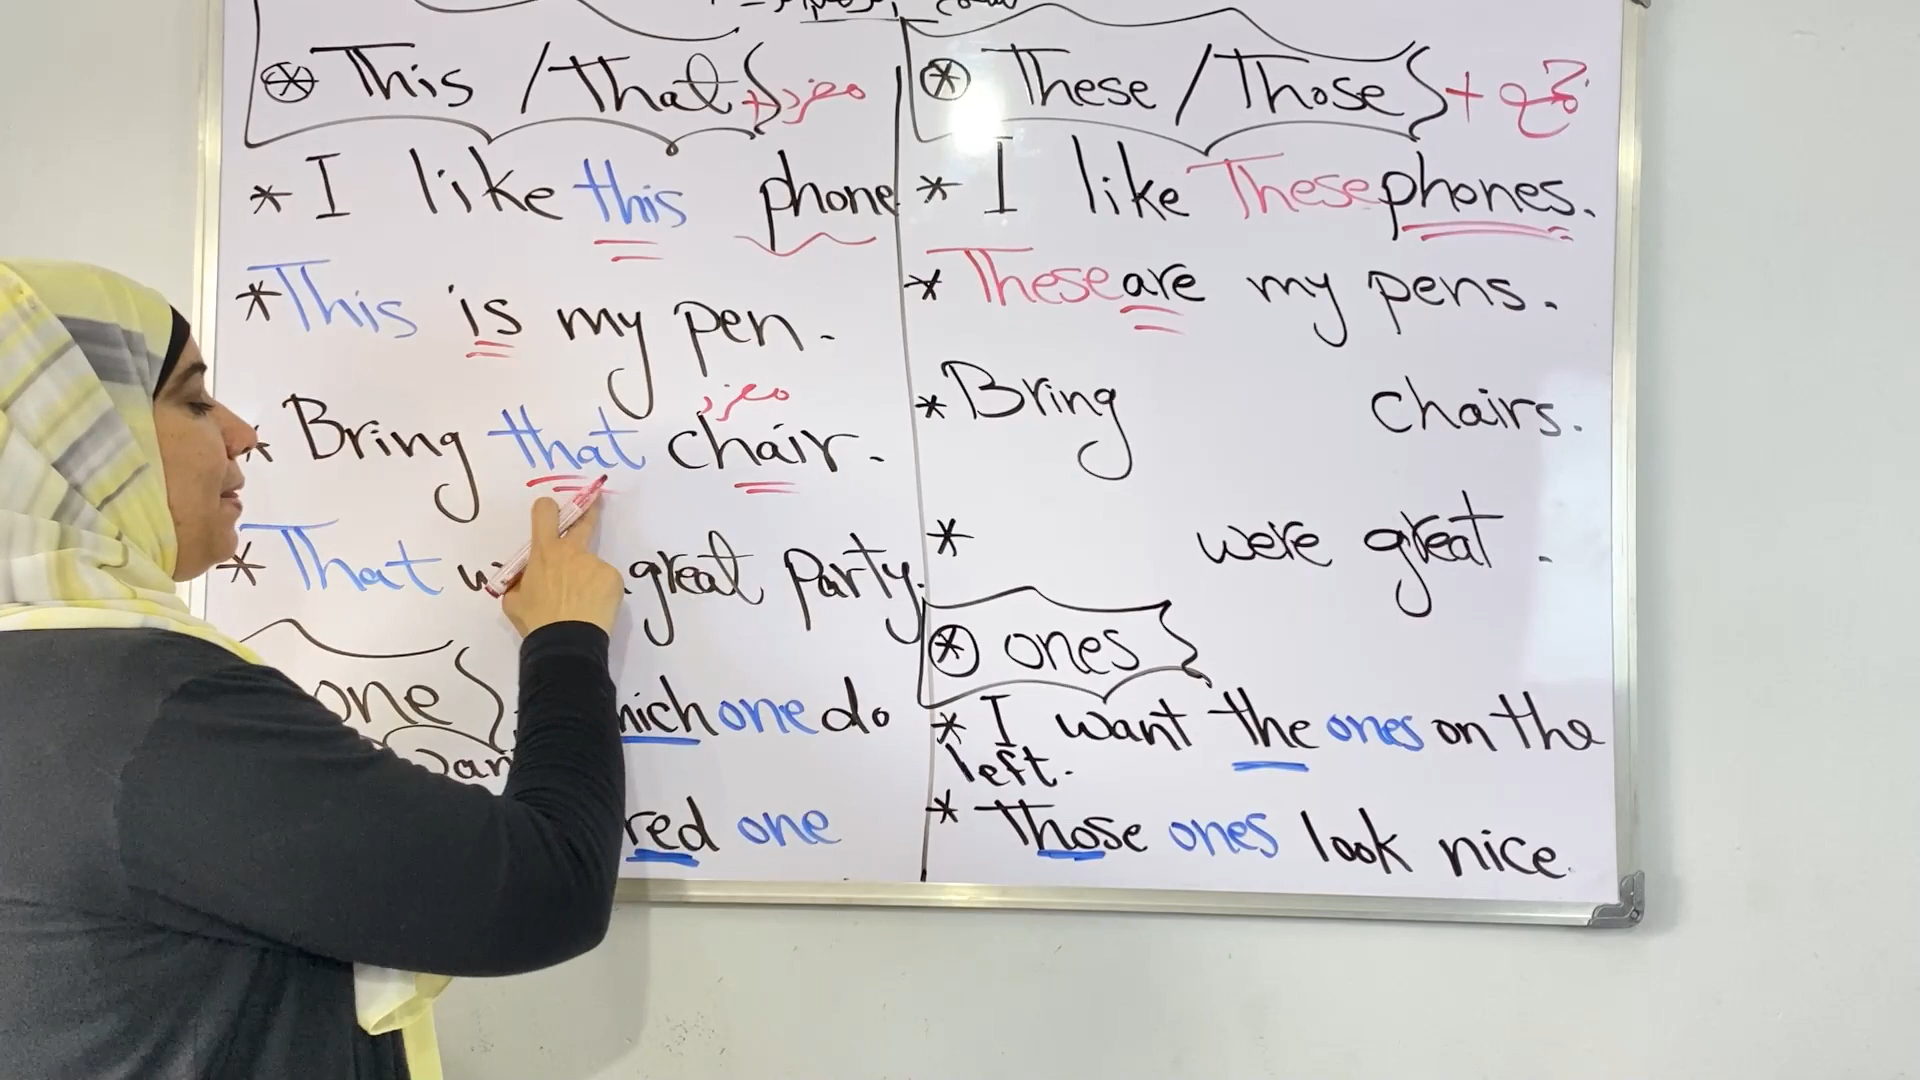 This / That + مفرد
* I like this phone
* This is my pen.
مفرد
* Bring that chair.
* That great party.
one
which one do
red one
These / Those + جمع
* I like These phones.
* These are my pens.
* Bring chairs.
* were great.
ones
* I want the ones on the
left.
* Those ones look nice.